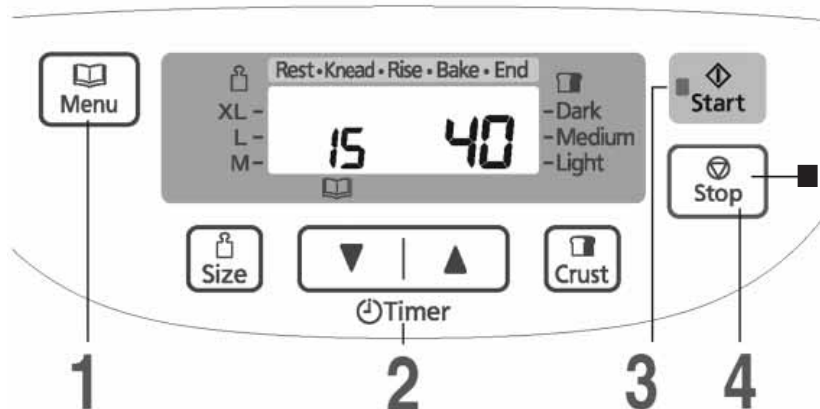 Menu
Rest•Knead•Rise•Bake•End
XL
L
M
15 40
Dark
Medium
Light
Start
Stop
Size
Timer
Crust
1 2 3 4